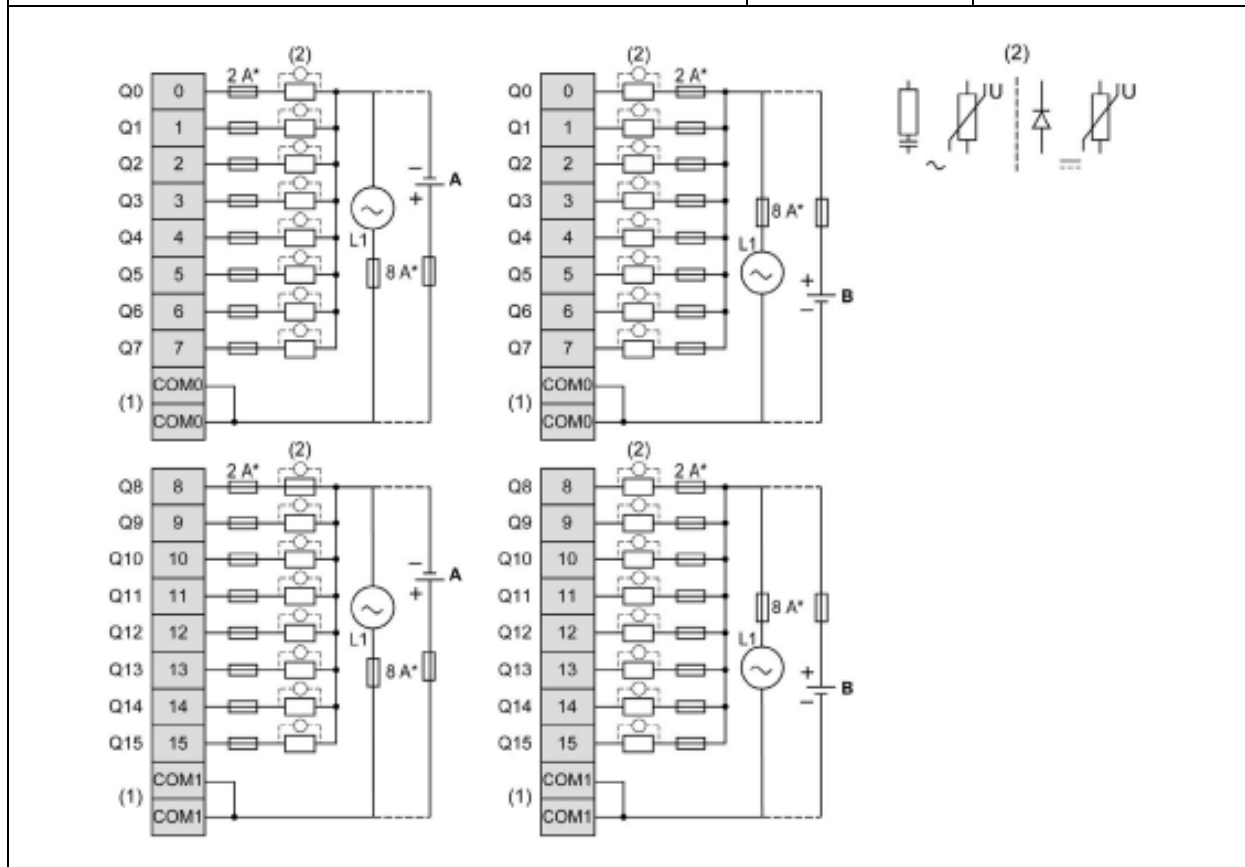 (2)
2 A*
Q0 0
Q1 1
Q2 2
Q3 3
Q4 4
Q5 5
Q6 6
Q7 7
COM0
(1)
COM0
L1
8 A*
−
+
A
(2)
2 A*
Q0 0
Q1 1
Q2 2
Q3 3
Q4 4
Q5 5
Q6 6
Q7 7
COM0
(1)
COM0
8 A*
L1
+
−
B
(2)
U
U
(2)
2 A*
Q8 8
Q9 9
Q10 10
Q11 11
Q12 12
Q13 13
Q14 14
Q15 15
COM1
(1)
COM1
L1
8 A*
−
+
A
(2)
2 A*
Q8 8
Q9 9
Q10 10
Q11 11
Q12 12
Q13 13
Q14 14
Q15 15
COM1
(1)
COM1
8 A*
L1
+
−
B